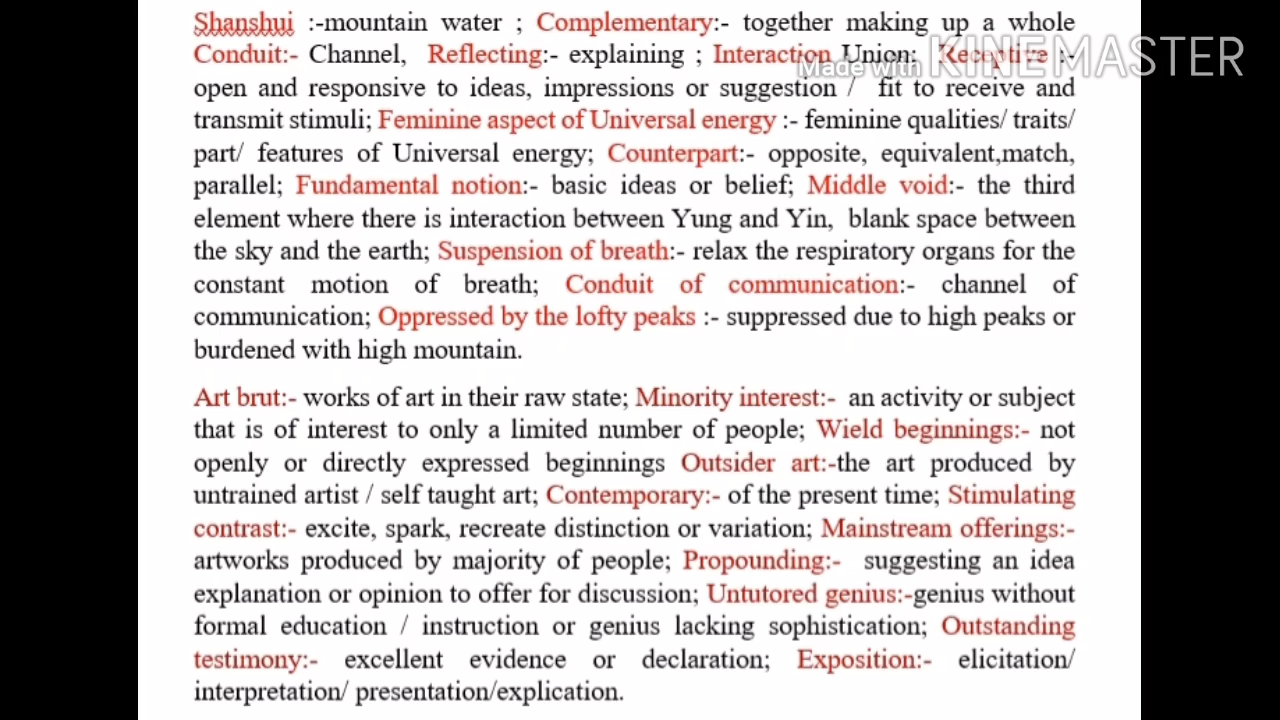 Shanshui :-mountain water ; Complementary:- together making up a whole
Conduit:- Channel, Reflecting:- explaining ; Interaction Union; Receptive :-
Made with KINEMASTER
open and responsive to ideas, impressions or suggestion / fit to receive and
transmit stimuli; Feminine aspect of Universal energy :- feminine qualities/ traits/
part/ features of Universal energy; Counterpart:- opposite, equivalent,match,
parallel; Fundamental notion:- basic ideas or belief; Middle void:- the third
element where there is interaction between Yung and Yin, blank space between
the sky and the earth; Suspension of breath:- relax the respiratory organs for the
constant motion of breath; Conduit of communication:- channel of
communication; Oppressed by the lofty peaks :- suppressed due to high peaks or
burdened with high mountain.
Art brut:- works of art in their raw state; Minority interest:- an activity or subject
that is of interest to only a limited number of people; Wield beginnings:- not
openly or directly expressed beginnings Outsider art:-the art produced by
untrained artist / self taught art; Contemporary:- of the present time; Stimulating
contrast:- excite, spark, recreate distinction or variation; Mainstream offerings:-
artworks produced by majority of people; Propounding:- suggesting an idea
explanation or opinion to offer for discussion; Untutored genius:-genius without
formal education / instruction or genius lacking sophistication; Outstanding
testimony:- excellent evidence or declaration; Exposition:- elicitation/
interpretation/ presentation/explication.